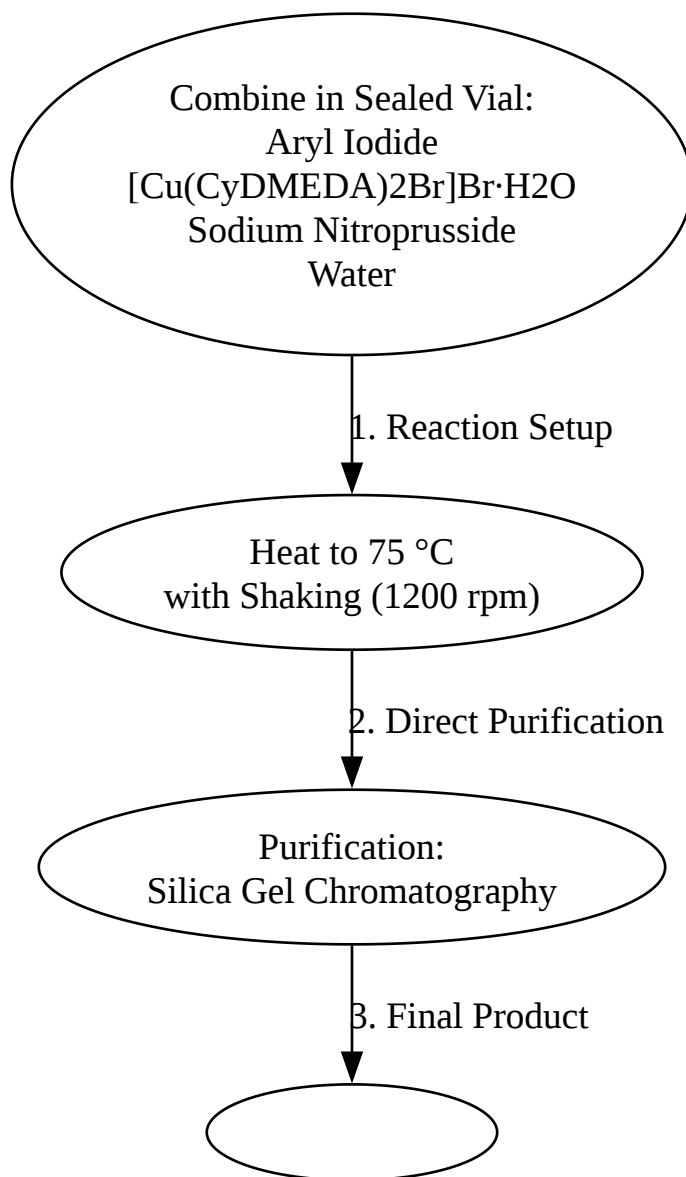 Combine in Sealed Vial:
Aryl Iodide
[Cu(CyDMEDA)2Br]Br·H2O
Sodium Nitroprusside
Water
1. Reaction Setup
Heat to 75 °C
with Shaking (1200 rpm)
2. Direct Purification
Purification:
Silica Gel Chromatography
3. Final Product